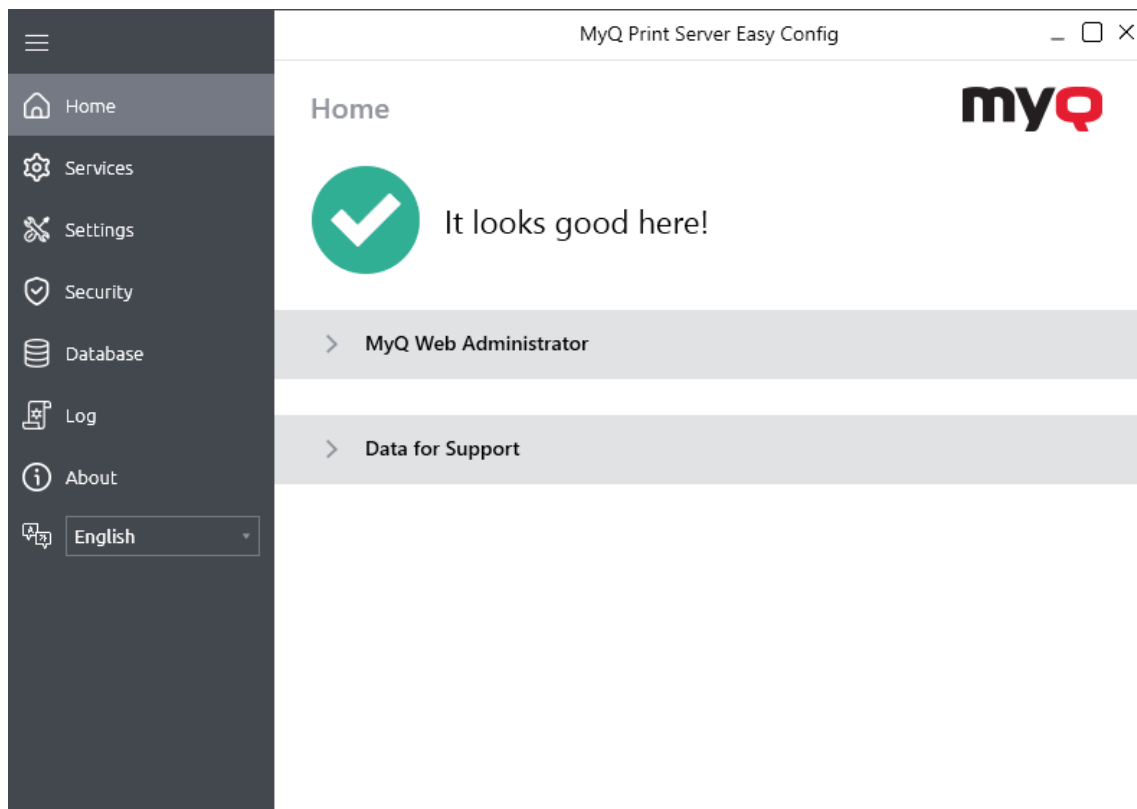 MyQ Print Server Easy Config
Home
Services
Settings
Security
Database
Log
About
English
Home
myQ
It looks good here!
MyQ Web Administrator
Data for Support